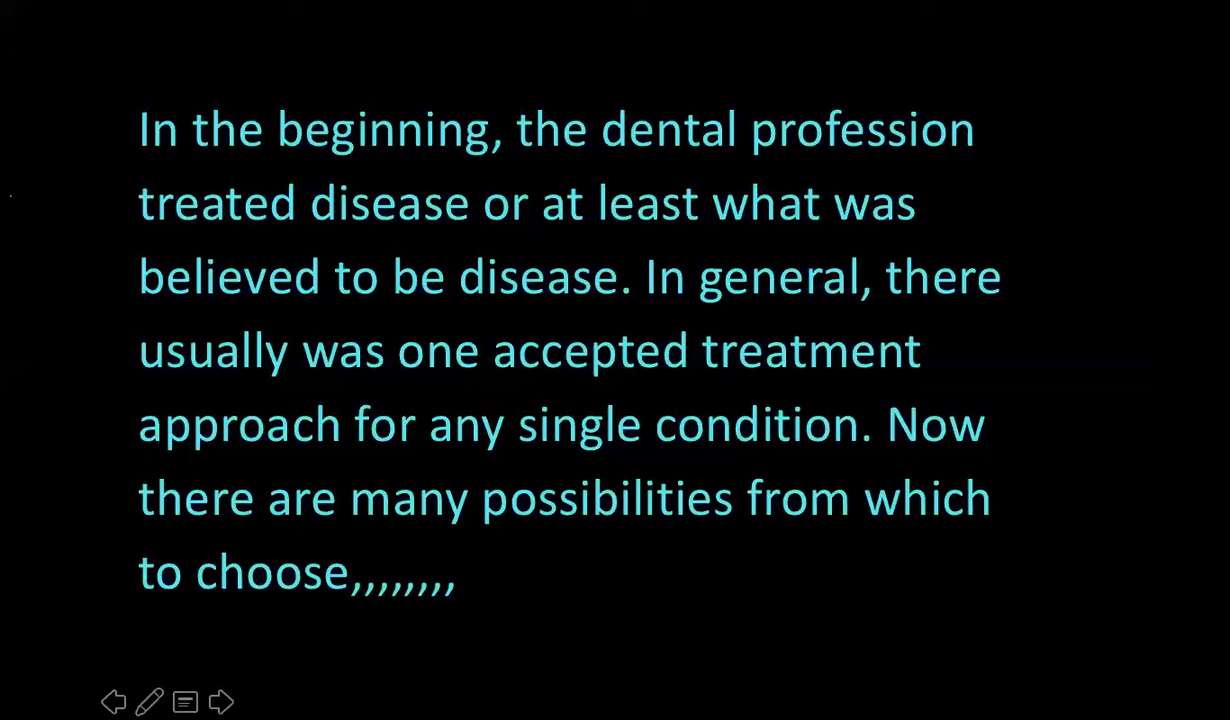 In the beginning, the dental profession
treated disease or at least what was
believed to be disease. In general, there
usually was one accepted treatment
approach for any single condition. Now
there are many possibilities from which
to choose,,,,,,,,